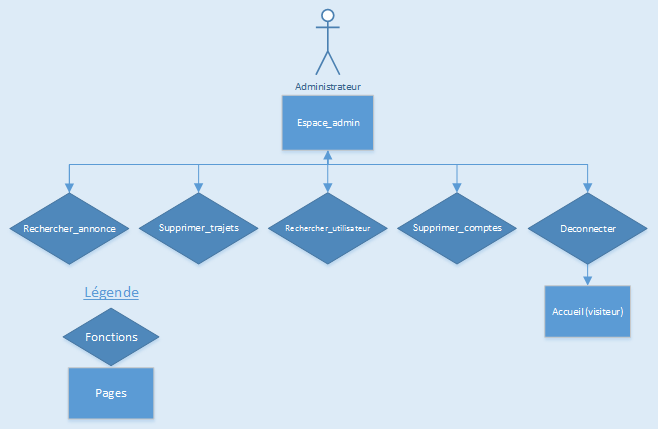 Administrateur
Espace_admin
Rechercher_annonce
Supprimer_trajets
Rechercher_utilisateur
Supprimer_comptes
Deconnecter
Accueil (visiteur)
Légende
Fonctions
Pages